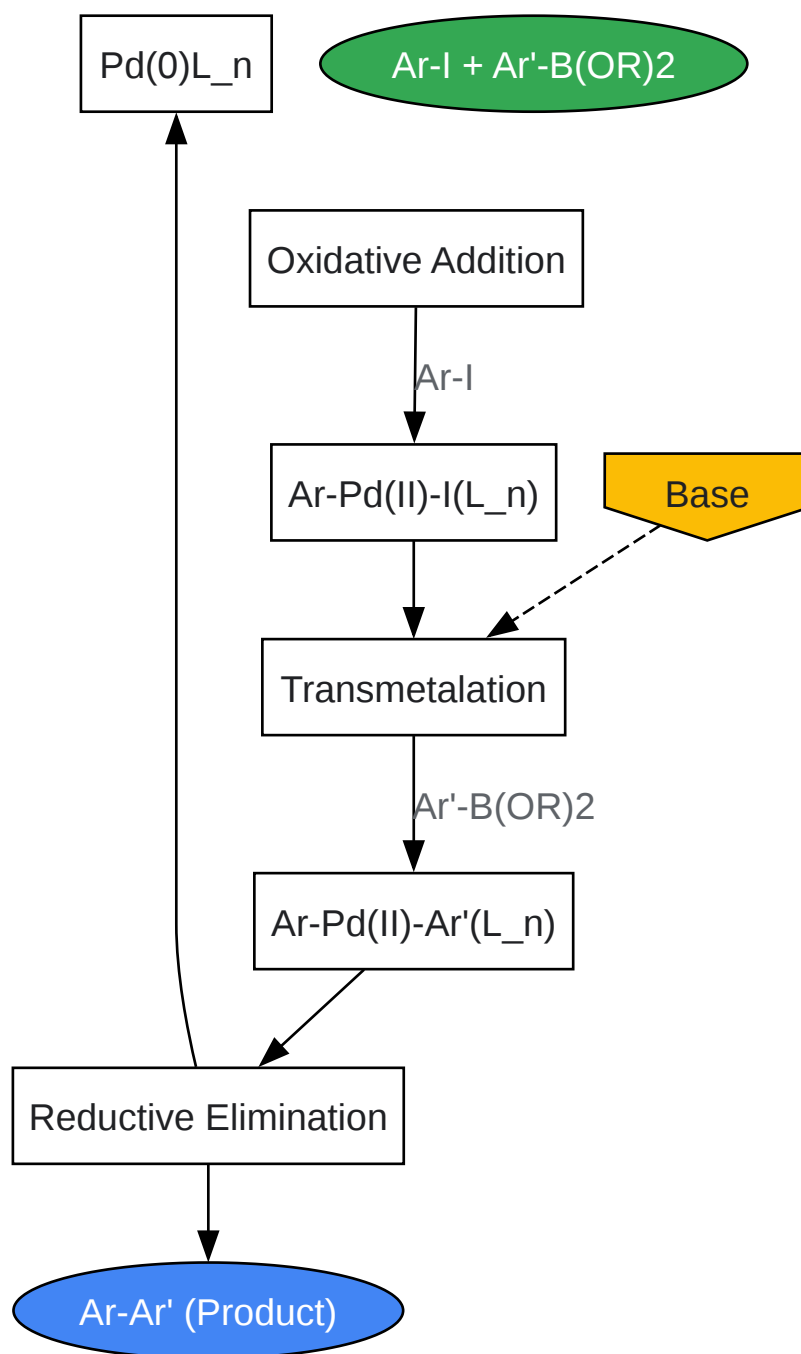 Pd(0)L_n
Ar-I + Ar'-B(OR)2
Oxidative Addition
Ar-I
Ar-Pd(II)-I(L_n)
Base
Transmetalation
Ar'-B(OR)2
Ar-Pd(II)-Ar'(L_n)
Reductive Elimination
Ar-Ar' (Product)